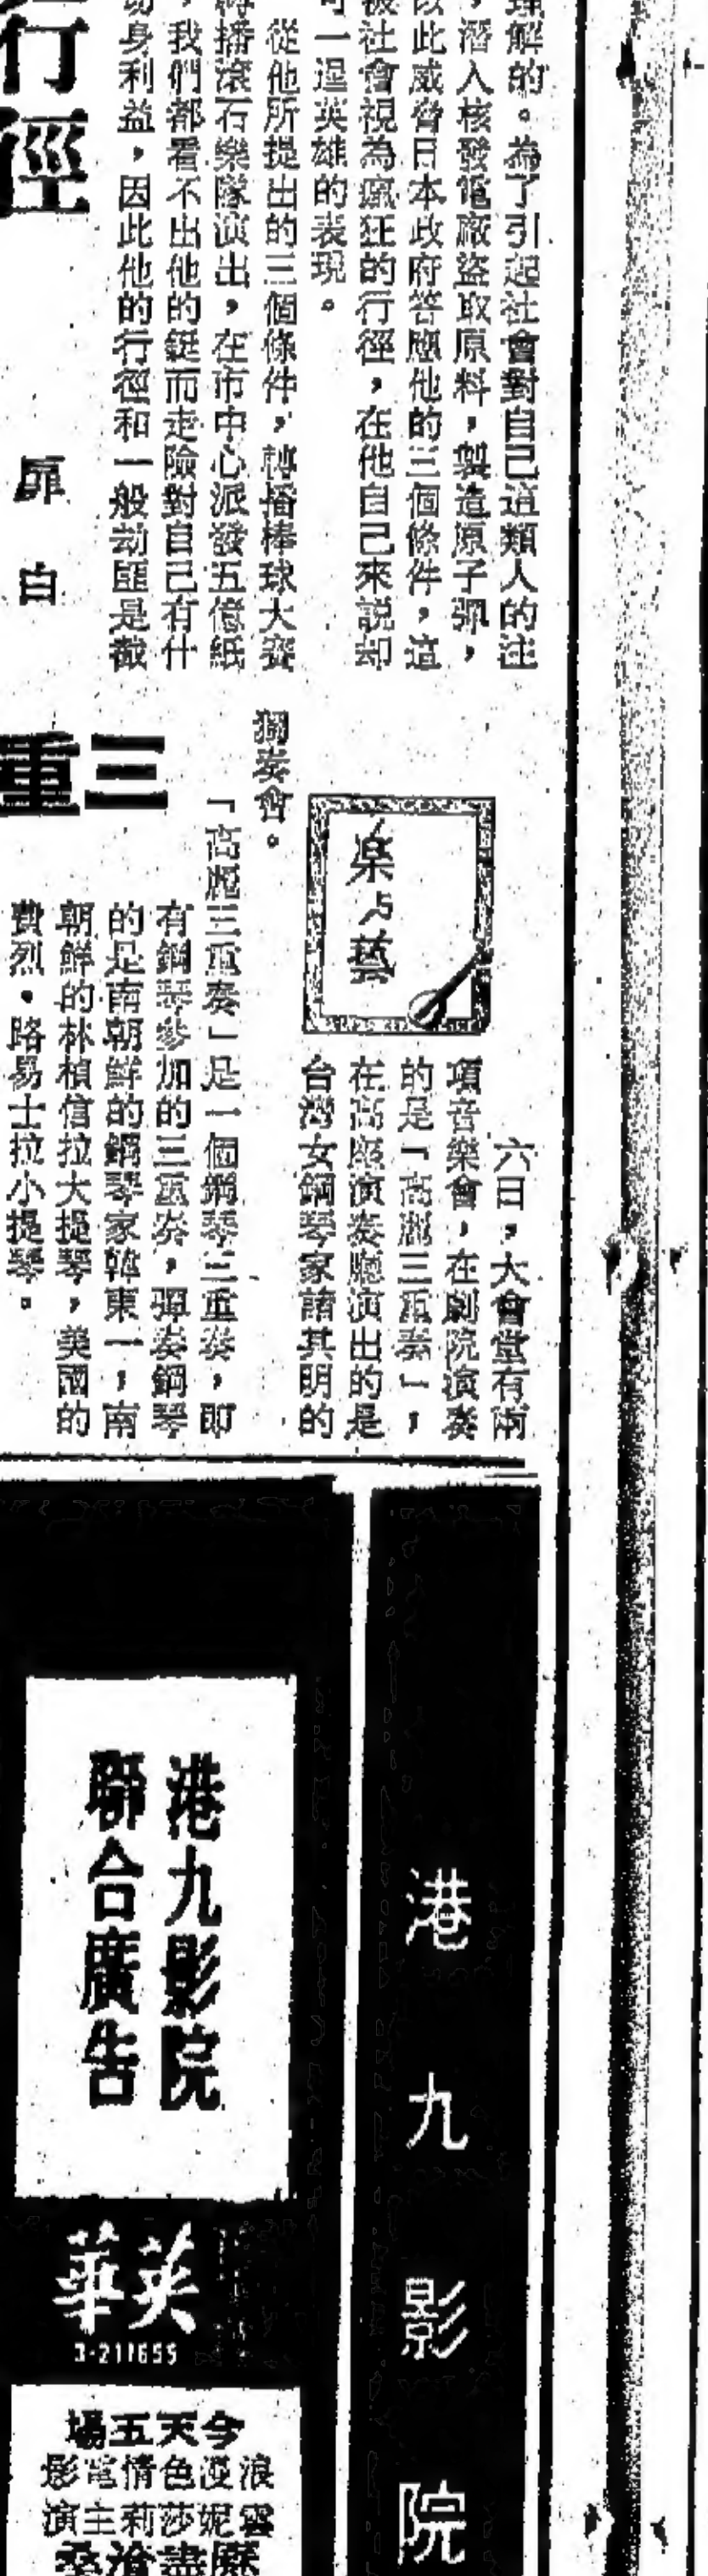 理解的。為了引起社會對自己這類人的注
，潛入核發電廠盜取原料，製造原子彈，
以此威脅日本政府答應他的三個條件，這
被社會視為瘋狂的行徑，在他自己來說却
一逞英雄的表現。
從他所提出的三個條件，轉播棒球大賽
轉播滾石樂隊演出，在市中心派發五億紙
，我們都看不出他的鋌而走險對自己有什
切身利益，因此他的行徑和一般劫匪是截
行徑
白
樂与藝
六日，大會堂有兩
項音樂會，在劇院演奏
的是「高麗三重奏」，
在高座演奏廳演出的是
台灣女鋼琴家諸其明的
獨奏會。
「高麗三重奏」是一個鋼琴三重奏，即
有鋼琴參加的三重奏，彈奏鋼琴
的是南朝鮮的鋼琴家韓東一，南
朝鮮的林楨信拉大提琴，美國的
費烈·路易士拉小提琴。
三重
港九影院
港九影院
聯合廣告
英華
3-211655
今天五場
浪漫色情電影
雲妮莎莉主演
歷盡滄桑